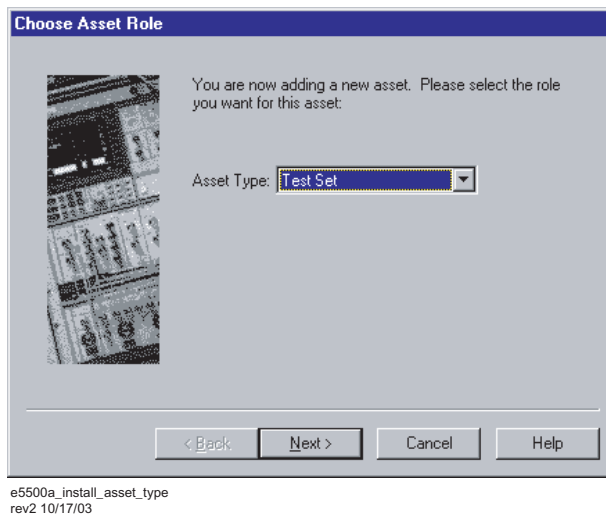 Choose Asset Role
You are now adding a new asset. Please select the role
you want for this asset:
Asset Type: Test Set
< Back
Next >
Cancel
Help
e5500a_install_asset_type
rev2 10/17/03